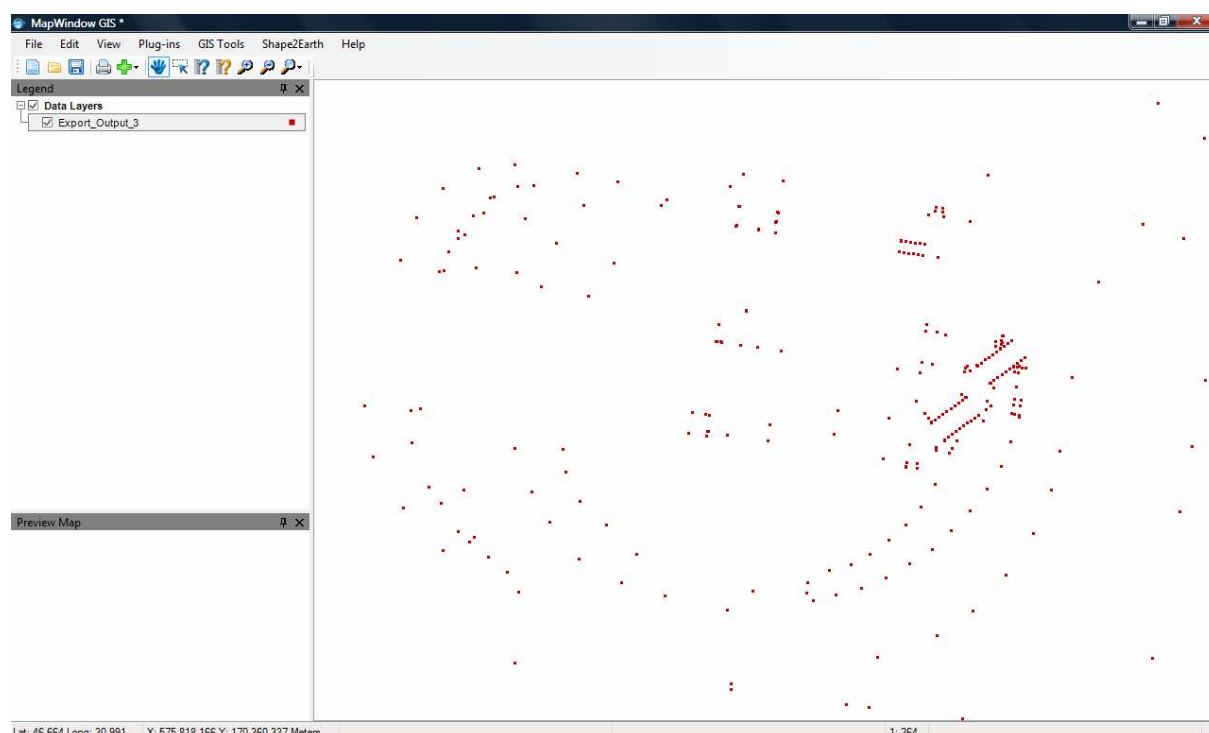 MapWindow GIS *
File Edit View Plug-ins GIS Tools Shape2Earth Help
Legend
Data Layers
Export_Output_3
Preview Map
Lat: 46.664 Long: 30.991 X: 575,818.166 Y: 170,360.337 Meters 1: 264